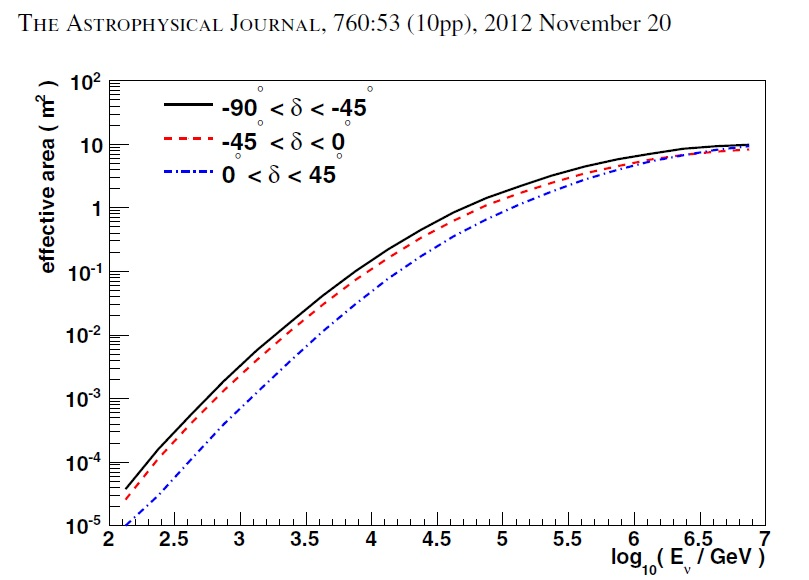 THE ASTROPHYSICAL JOURNAL, 760:53 (10pp), 2012 November 20
effective area ( m² )
10²
10
1
10⁻¹
10⁻²
10⁻³
10⁻⁴
10⁻⁵
-90° < δ < -45°
-45° < δ < 0°
0° < δ < 45°
2 2.5 3 3.5 4 4.5 5 5.5 6 6.5 7
log₁₀( Eᵥ / GeV )